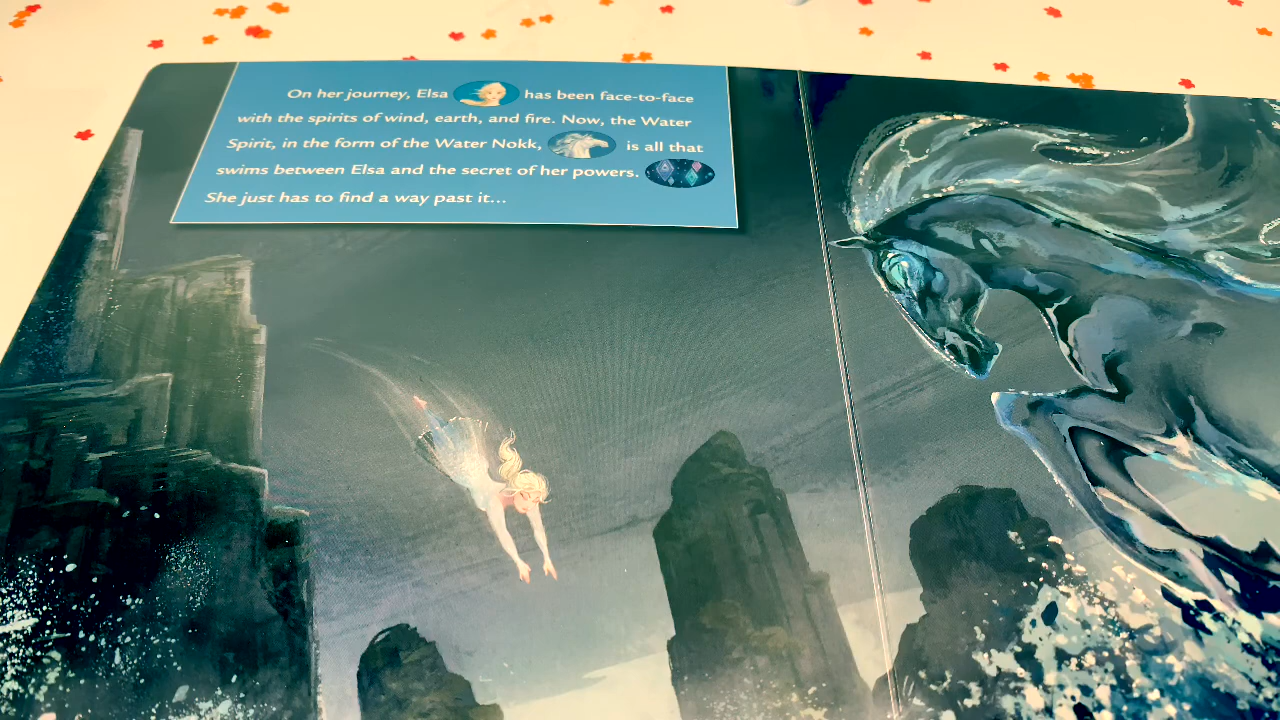 On her journey, Elsa has been face-to-face
with the spirits of wind, earth, and fire. Now, the Water
Spirit, in the form of the Water Nokk, is all that
swims between Elsa and the secret of her powers.
She just has to find a way past it...